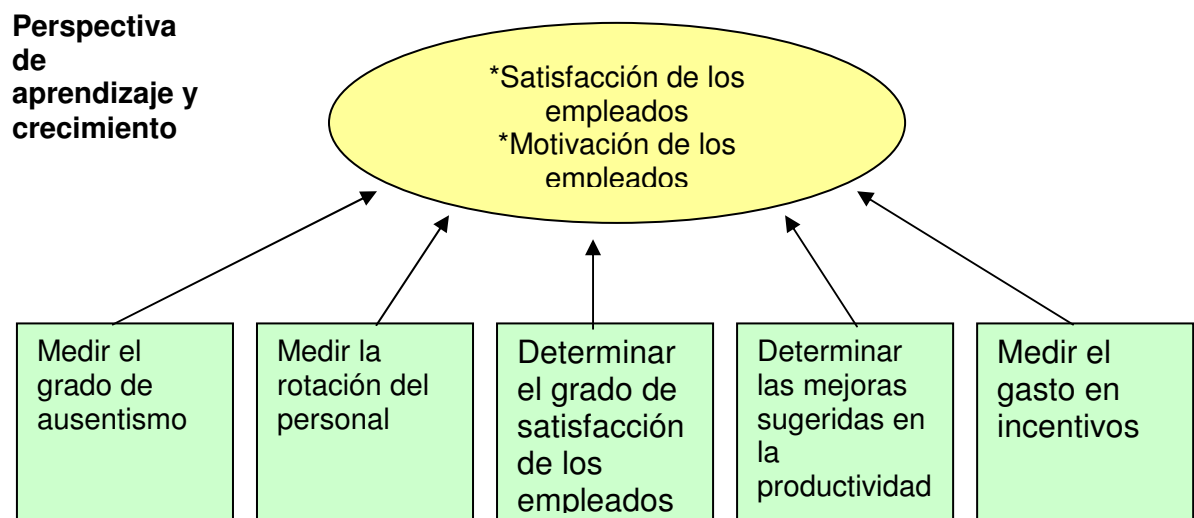 Perspectiva
de
aprendizaje y
crecimiento
*Satisfacción de los
empleados
*Motivación de los
empleados
Medir el
grado de
ausentismo
Medir la
rotación del
personal
Determinar
el grado de
satisfacción
de los
empleados
Determinar
las mejoras
sugeridas en
la
productividad
Medir el
gasto en
incentivos